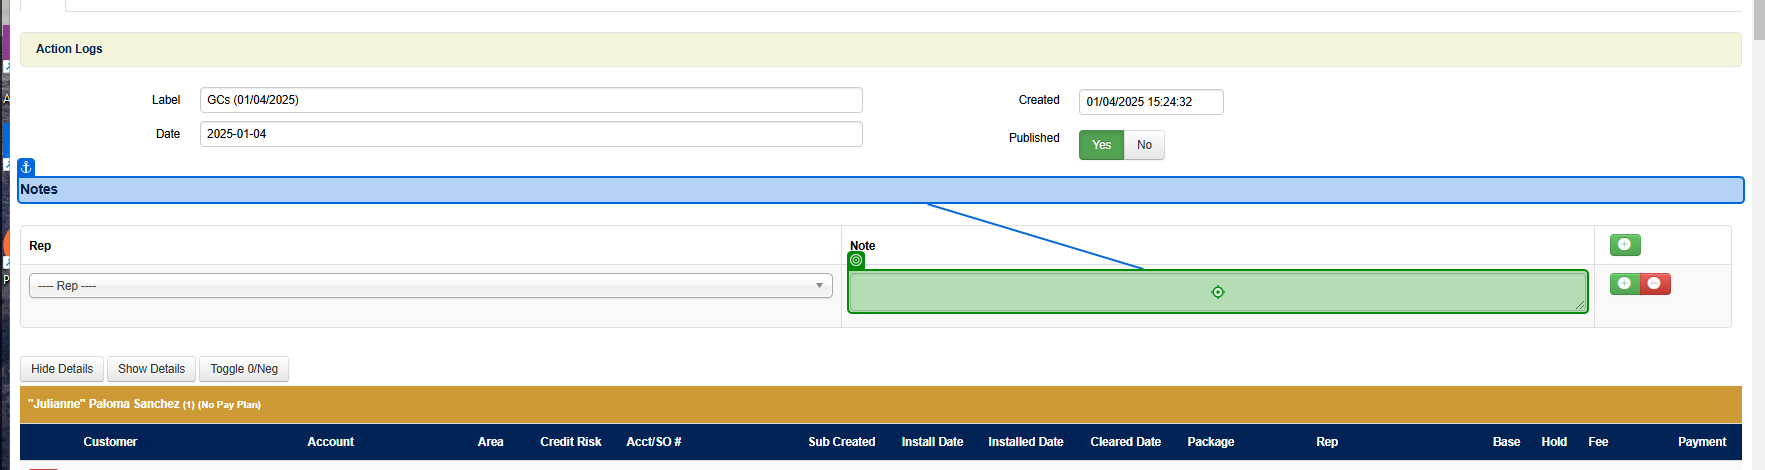 Action Logs
Label GCs (01/04/2025) Created 01/04/2025 15:24:32
Date 2025-01-04 Published Yes No
Notes
Rep Note
---- Rep ----
Hide Details Show Details Toggle 0/Neg
"Julianne" Paloma Sanchez (1) (No Pay Plan)
Customer Account Area Credit Risk Acct/SO # Sub Created Install Date Installed Date Cleared Date Package Rep Base Hold Fee Payment
A
P